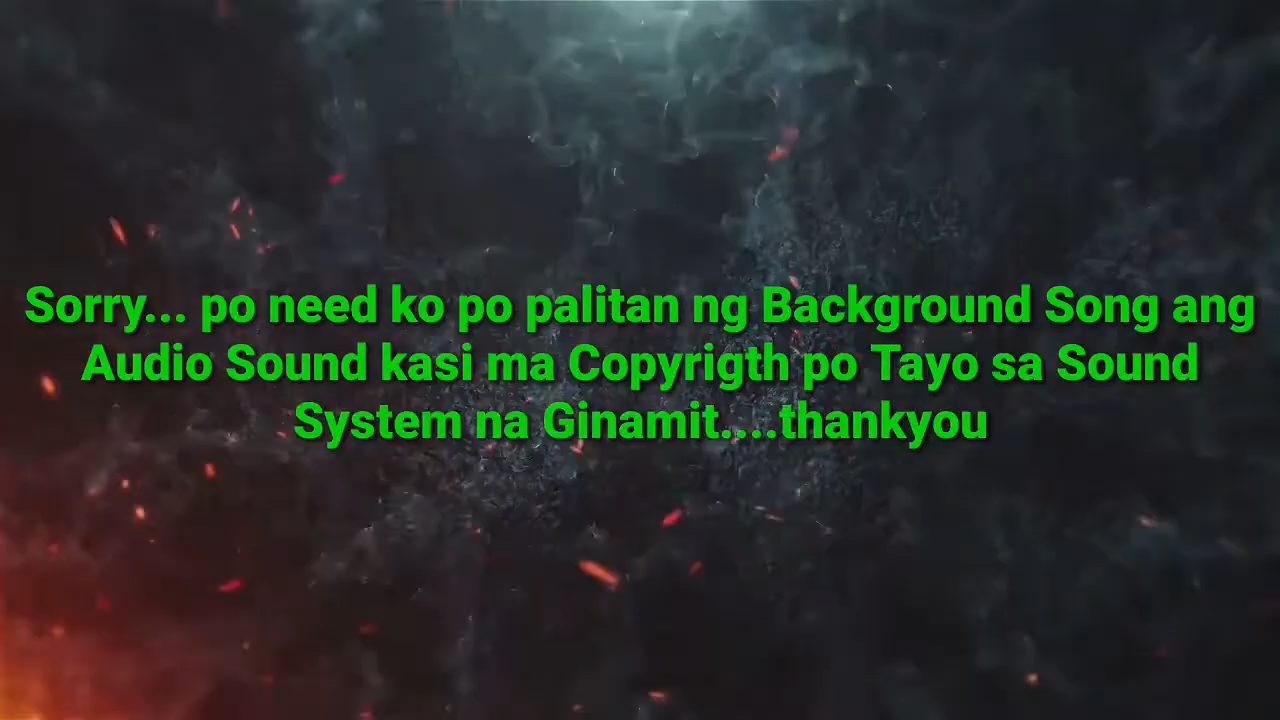 Sorry... po need ko po palitan ng Background Song ang
Audio Sound kasi ma Copyrigth po Tayo sa Sound
System na Ginamit....thankyou